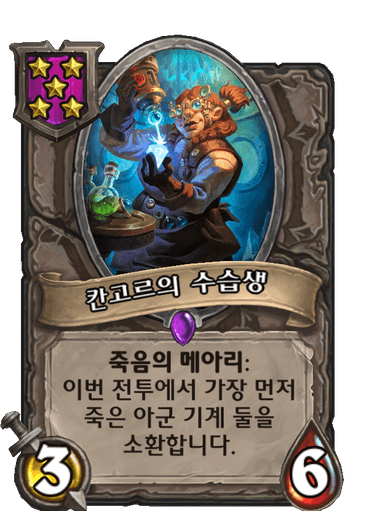 칸고르의 수습생
죽음의 메아리:
이번 전투에서 가장 먼저
죽은 아군 기계 둘을
소환합니다.
3
6